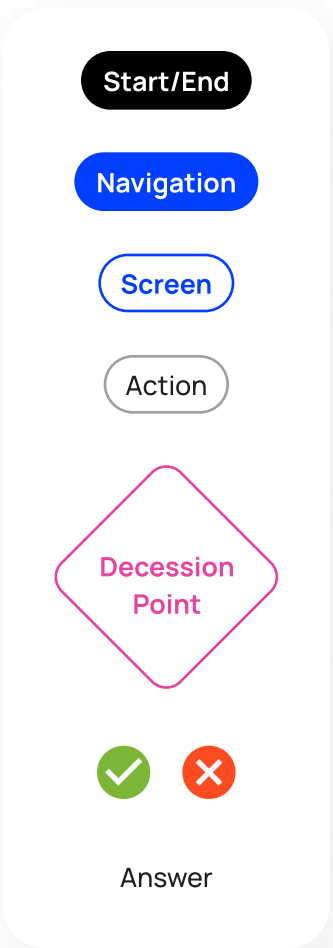 Start/End
Navigation
Screen
Action
Decession
Point
Answer